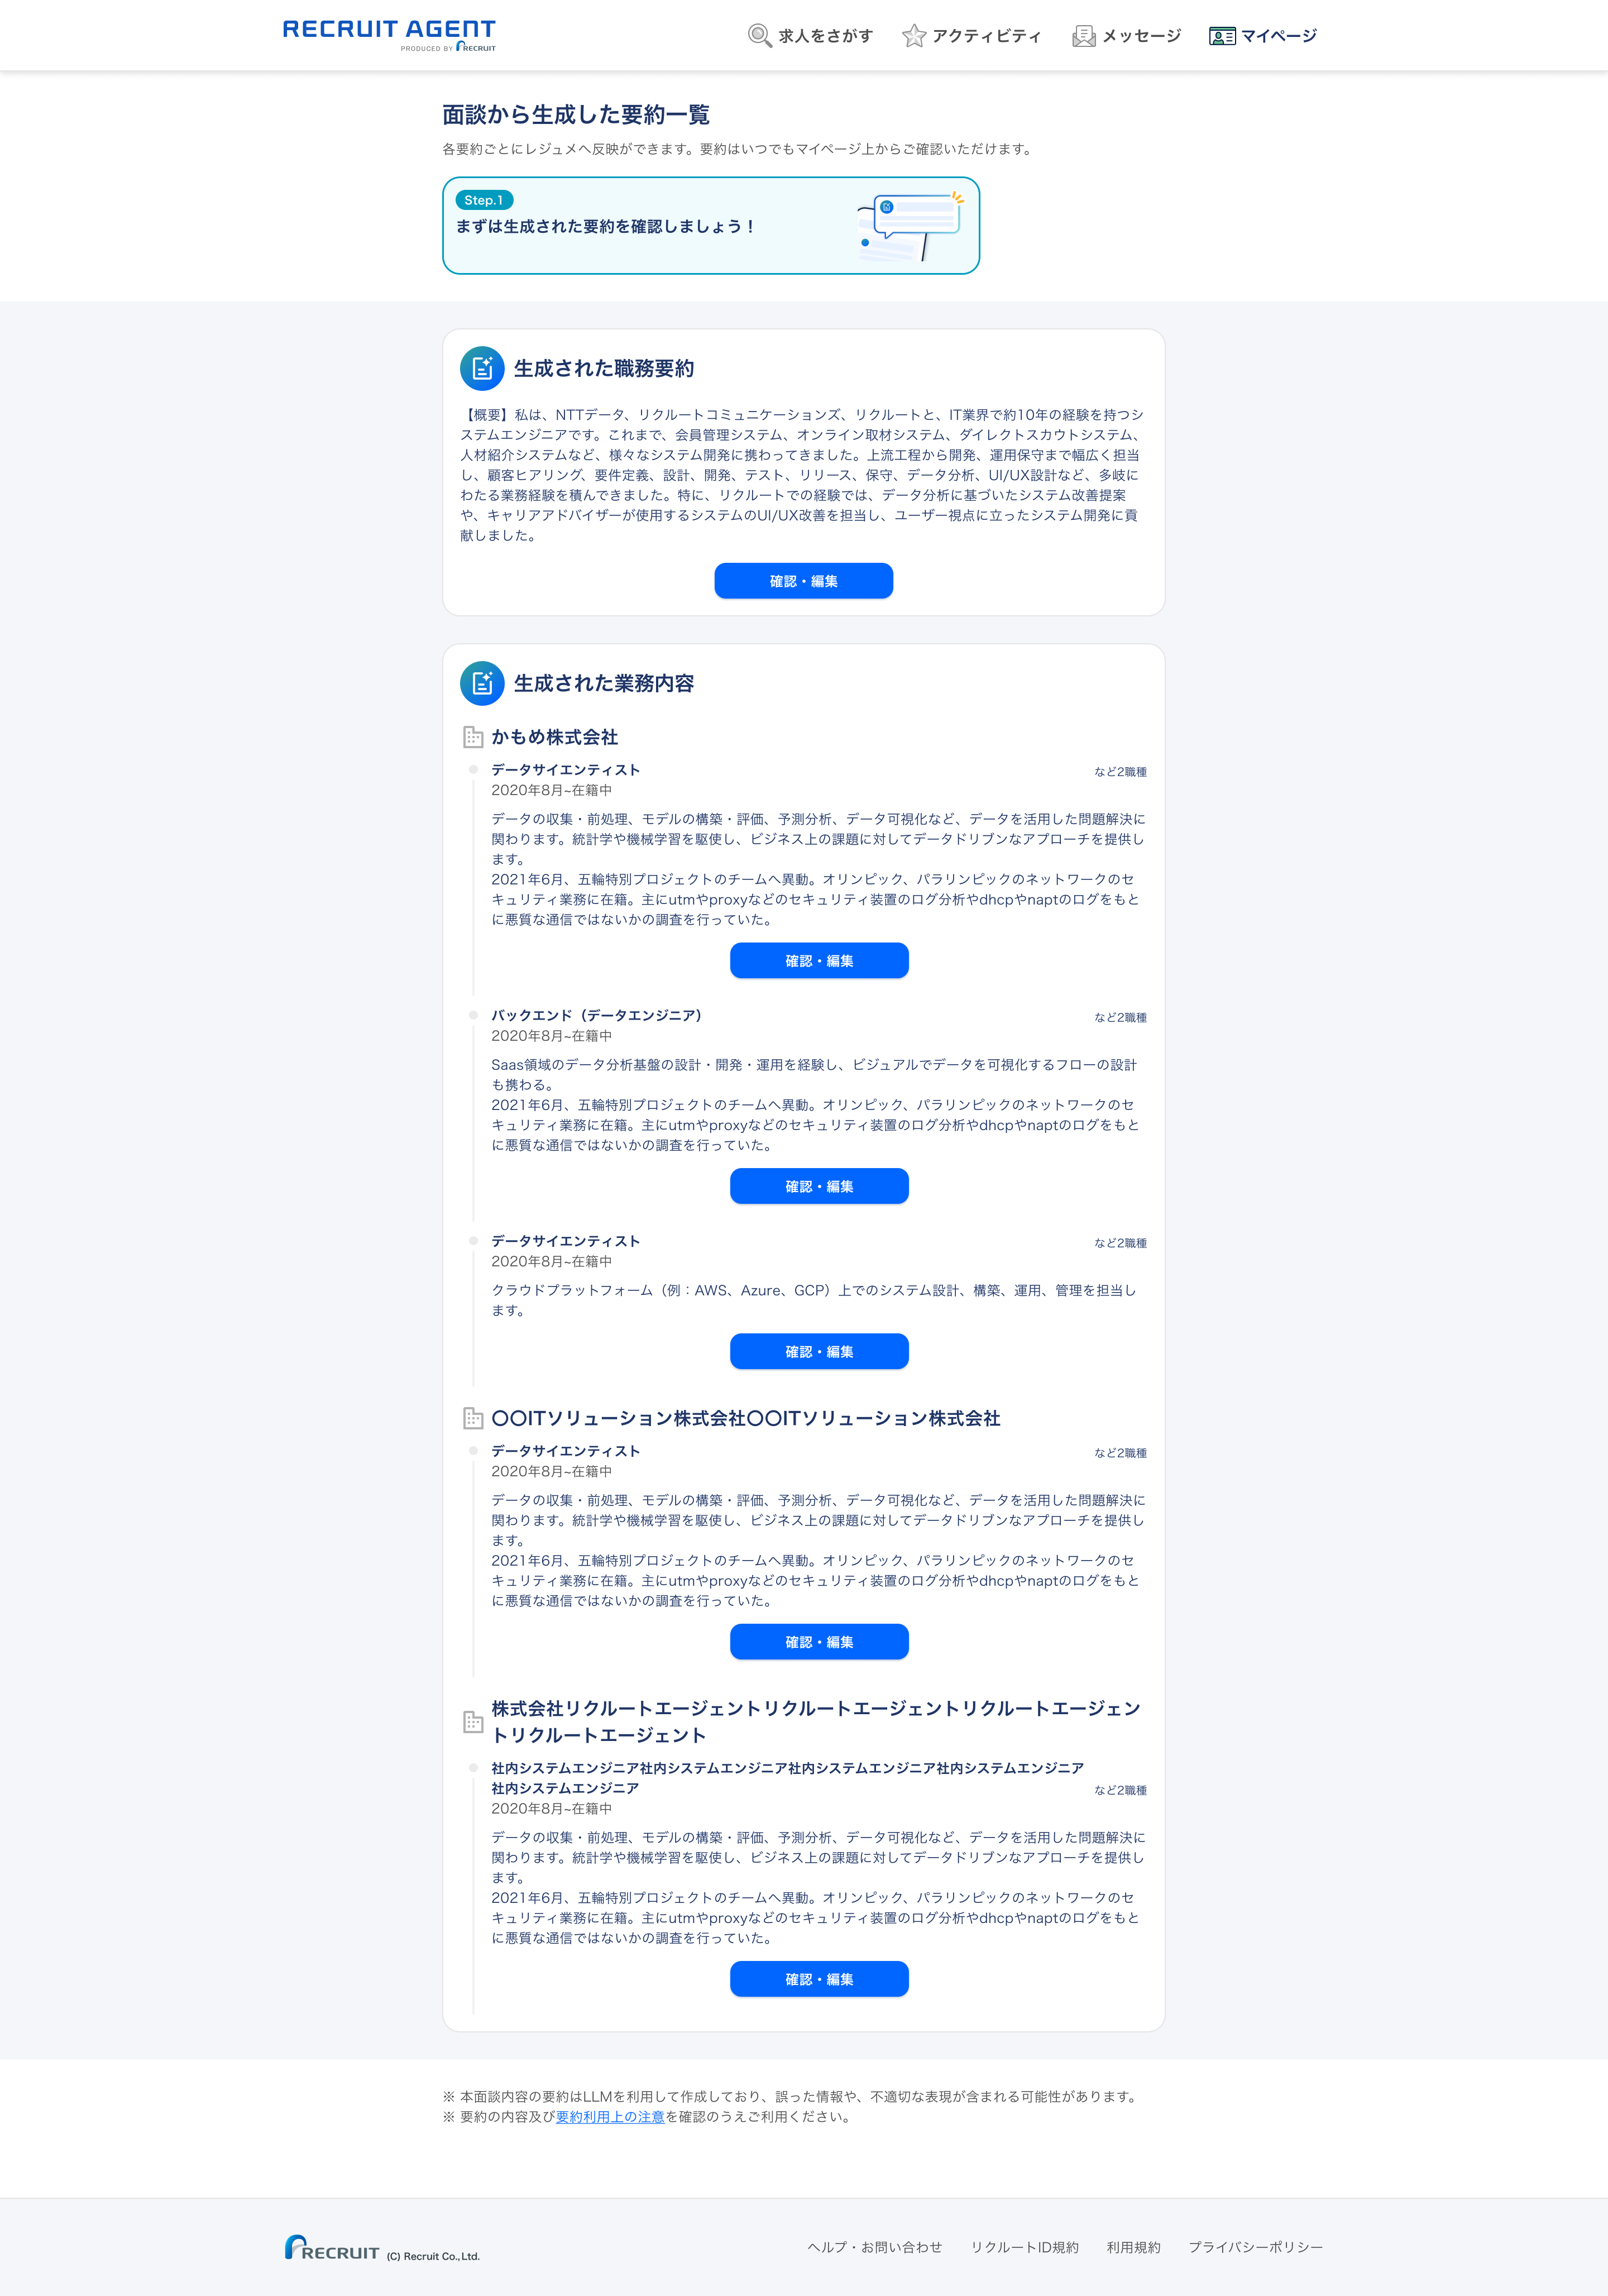 RECRUIT AGENT
PRODUCED BY RECRUIT
求人をさがす
アクティビティ
メッセージ
マイページ
面談から生成した要約一覧
各要約ごとにレジュメへ反映ができます。要約はいつでもマイページ上からご確認いただけます。
Step.1
まずは生成された要約を確認しましょう！
生成された職務要約
【概要】私は、NTTデータ、リクルートコミュニケーションズ、リクルートと、IT業界で約10年の経験を持つシ
ステムエンジニアです。これまで、会員管理システム、オンライン取材システム、ダイレクトスカウトシステム、
人材紹介システムなど、様々なシステム開発に携わってきました。上流工程から開発、運用保守まで幅広く担当
し、顧客ヒアリング、要件定義、設計、開発、テスト、リリース、保守、データ分析、UI/UX設計など、多岐に
わたる業務経験を積んできました。特に、リクルートでの経験では、データ分析に基づいたシステム改善提案
や、キャリアアドバイザーが使用するシステムのUI/UX改善を担当し、ユーザー視点に立ったシステム開発に貢
献しました。
確認・編集
生成された業務内容
かもめ株式会社
データサイエンティスト
など2職種
2020年8月~在籍中
データの収集・前処理、モデルの構築・評価、予測分析、データ可視化など、データを活用した問題解決に
関わります。統計学や機械学習を駆使し、ビジネス上の課題に対してデータドリブンなアプローチを提供し
ます。
2021年6月、五輪特別プロジェクトのチームへ異動。オリンピック、パラリンピックのネットワークのセ
キュリティ業務に在籍。主にutmやproxyなどのセキュリティ装置のログ分析やdhcpやnaptのログをもと
に悪質な通信ではないかの調査を行っていた。
確認・編集
バックエンド（データエンジニア）
など2職種
2020年8月~在籍中
Saas領域のデータ分析基盤の設計・開発・運用を経験し、ビジュアルでデータを可視化するフローの設計
も携わる。
2021年6月、五輪特別プロジェクトのチームへ異動。オリンピック、パラリンピックのネットワークのセ
キュリティ業務に在籍。主にutmやproxyなどのセキュリティ装置のログ分析やdhcpやnaptのログをもと
に悪質な通信ではないかの調査を行っていた。
確認・編集
データサイエンティスト
など2職種
2020年8月~在籍中
クラウドプラットフォーム（例：AWS、Azure、GCP）上でのシステム設計、構築、運用、管理を担当し
ます。
確認・編集
〇〇ITソリューション株式会社〇〇ITソリューション株式会社
データサイエンティスト
など2職種
2020年8月~在籍中
データの収集・前処理、モデルの構築・評価、予測分析、データ可視化など、データを活用した問題解決に
関わります。統計学や機械学習を駆使し、ビジネス上の課題に対してデータドリブンなアプローチを提供し
ます。
2021年6月、五輪特別プロジェクトのチームへ異動。オリンピック、パラリンピックのネットワークのセ
キュリティ業務に在籍。主にutmやproxyなどのセキュリティ装置のログ分析やdhcpやnaptのログをもと
に悪質な通信ではないかの調査を行っていた。
確認・編集
株式会社リクルートエージェントリクルートエージェントリクルートエージェン
トリクルートエージェント
社内システムエンジニア社内システムエンジニア社内システムエンジニア社内システムエンジニア
社内システムエンジニア
など2職種
2020年8月~在籍中
データの収集・前処理、モデルの構築・評価、予測分析、データ可視化など、データを活用した問題解決に
関わります。統計学や機械学習を駆使し、ビジネス上の課題に対してデータドリブンなアプローチを提供し
ます。
2021年6月、五輪特別プロジェクトのチームへ異動。オリンピック、パラリンピックのネットワークのセ
キュリティ業務に在籍。主にutmやproxyなどのセキュリティ装置のログ分析やdhcpやnaptのログをもと
に悪質な通信ではないかの調査を行っていた。
確認・編集
※ 本面談内容の要約はLLMを利用して作成しており、誤った情報や、不適切な表現が含まれる可能性があります。
※ 要約の内容及び要約利用上の注意を確認のうえご利用ください。
RECRUIT (C) Recruit Co., Ltd.
ヘルプ・お問い合わせ
リクルートID規約
利用規約
プライバシーポリシー